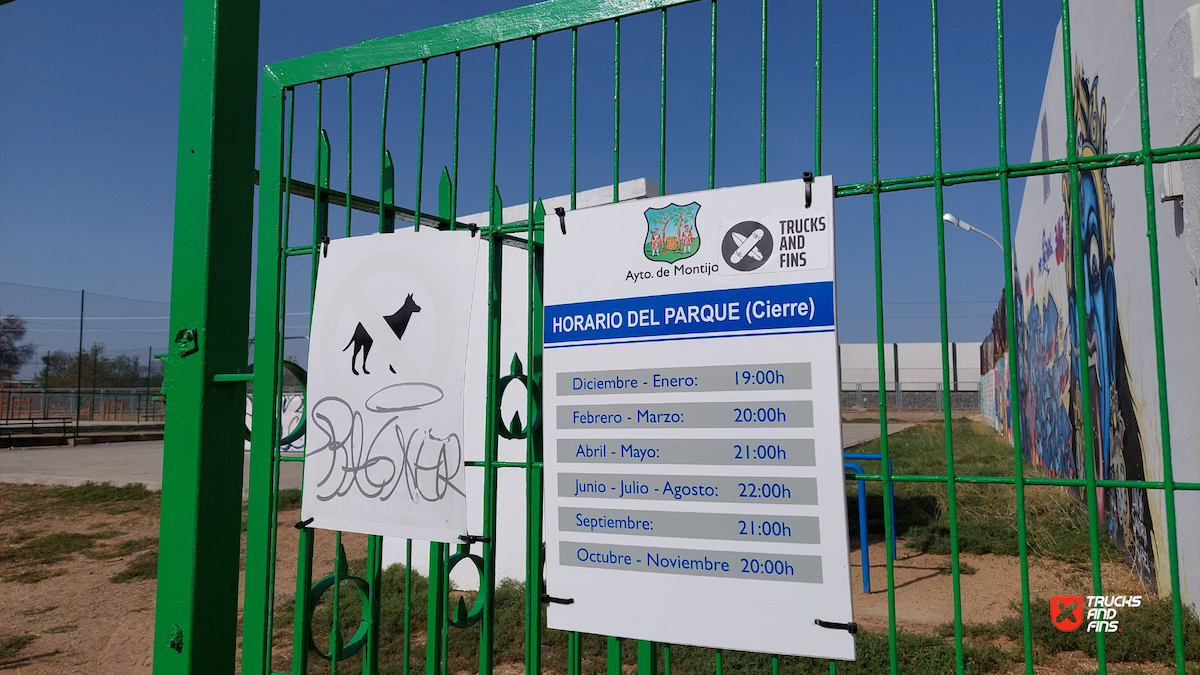 Ayto. de Montijo
TRUCKS
AND
FINS
HORARIO DEL PARQUE (Cierre)
Diciembre - Enero: 19:00h
Febrero - Marzo: 20:00h
Abril - Mayo: 21:00h
Junio - Julio - Agosto: 22:00h
Septiembre: 21:00h
Octubre - Noviembre 20:00h
TRUCKS
AND
FINS.